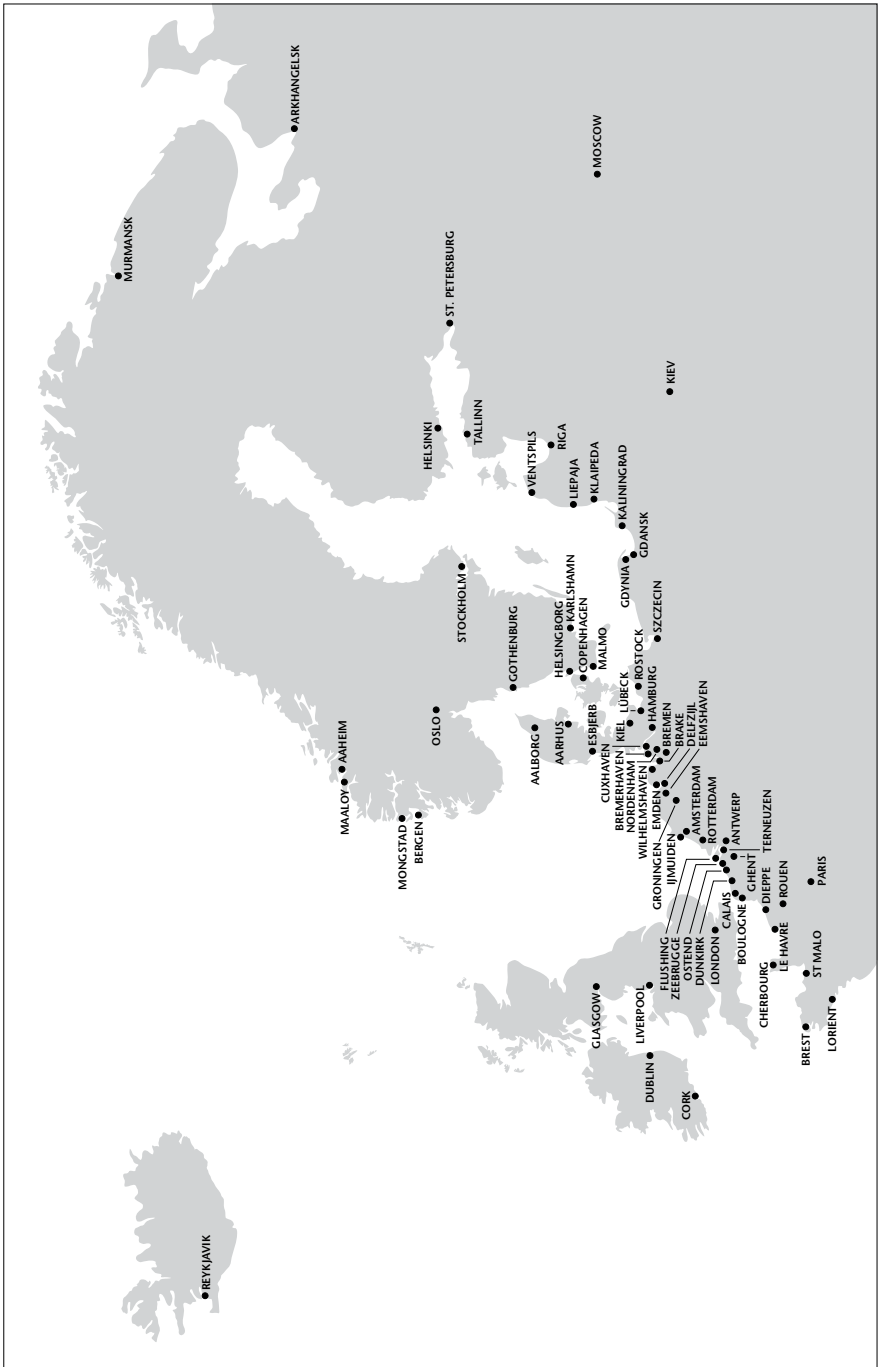 MURMANSK
ARKHANGELSK
REYKJAVIK
MAALOY
AAHEIM
MONGSTAD
BERGEN
OSLO
HELSINKI
ST. PETERSBURG
STOCKHOLM
TALLINN
GOTHENBURG
VENTSPILS
RIGA
AALBORG
AARHUS
HELSINGBORG
KARLSHAMN
COPENHAGEN
LIEPAJA
GLASGOW
ESBJERB
MALMO
KLAIPEDA
MOSCOW
KALININGRAD
GDYNIA
GDANSK
KIEL
LÜBECK
ROSTOCK
CUXHAVEN
HAMBURG
SZCZECIN
BREMERHAVEN
NORDENHAM
BREMEN
WILHELMSHAVEN
BRAKE
EMDEN
DELFZIJL
EEMSHAVEN
KIEV
DUBLIN
LIVERPOOL
GRONINGEN
IJMUIDEN
AMSTERDAM
ROTTERDAM
CORK
FLUSHING
ZEEBRUGGE
OSTEND
DUNKIRK
LONDON
ANTWERP
CALAIS
GHENT
TERNEUZEN
BOULOGNE
DIEPPE
CHERBOURG
LE HAVRE
ROUEN
BREST
ST MALO
PARIS
LORIENT